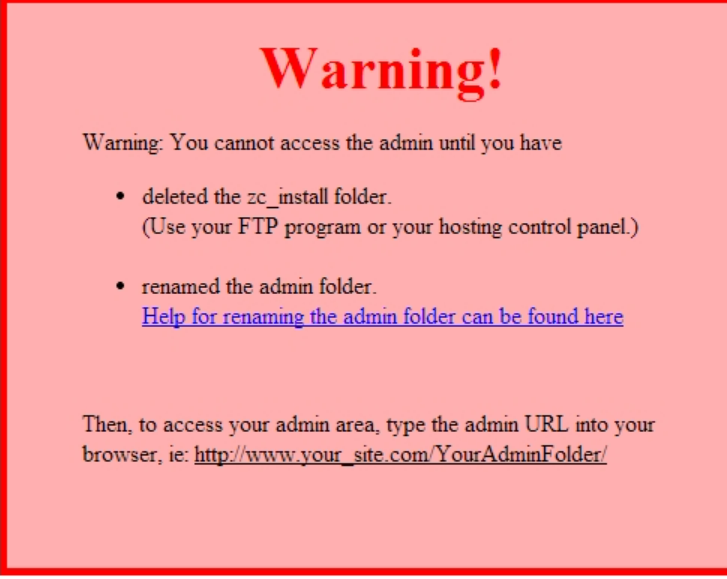 Warning!
Warning: You cannot access the admin until you have
• deleted the zc_install folder.
(Use your FTP program or your hosting control panel.)
• renamed the admin folder.
Help for renaming the admin folder can be found here
Then, to access your admin area, type the admin URL into your
browser, ie: http://www.your_site.com/YourAdminFolder/